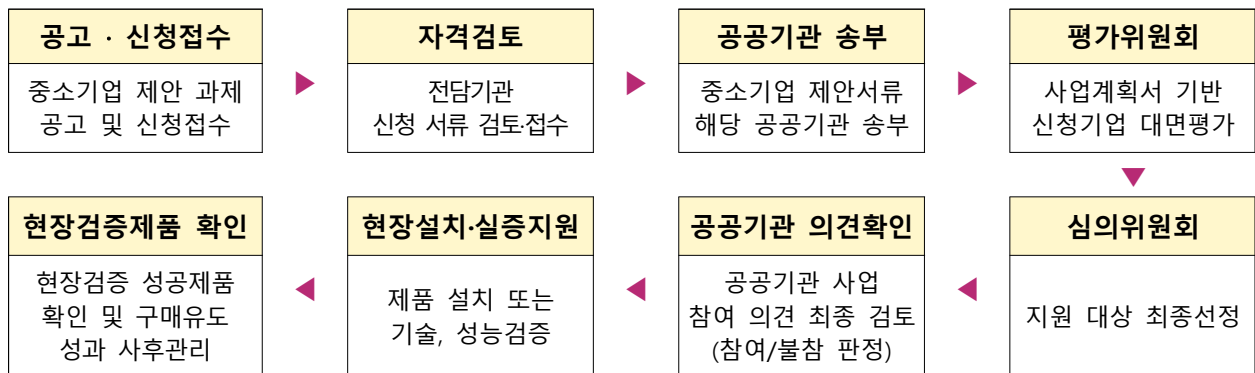 공고 · 신청접수
중소기업 제안 과제
공고 및 신청접수
자격검토
전담기관
신청 서류 검토·접수
공공기관 송부
중소기업 제안서류
해당 공공기관 송부
평가위원회
사업계획서 기반
신청기업 대면평가
심의위원회
지원 대상 최종선정
공공기관 의견확인
공공기관 사업
참여 의견 최종 검토
(참여/불참 판정)
현장설치·실증지원
제품 설치 또는
기술, 성능검증
현장검증제품 확인
현장검증 성공제품
확인 및 구매유도
성과 사후관리